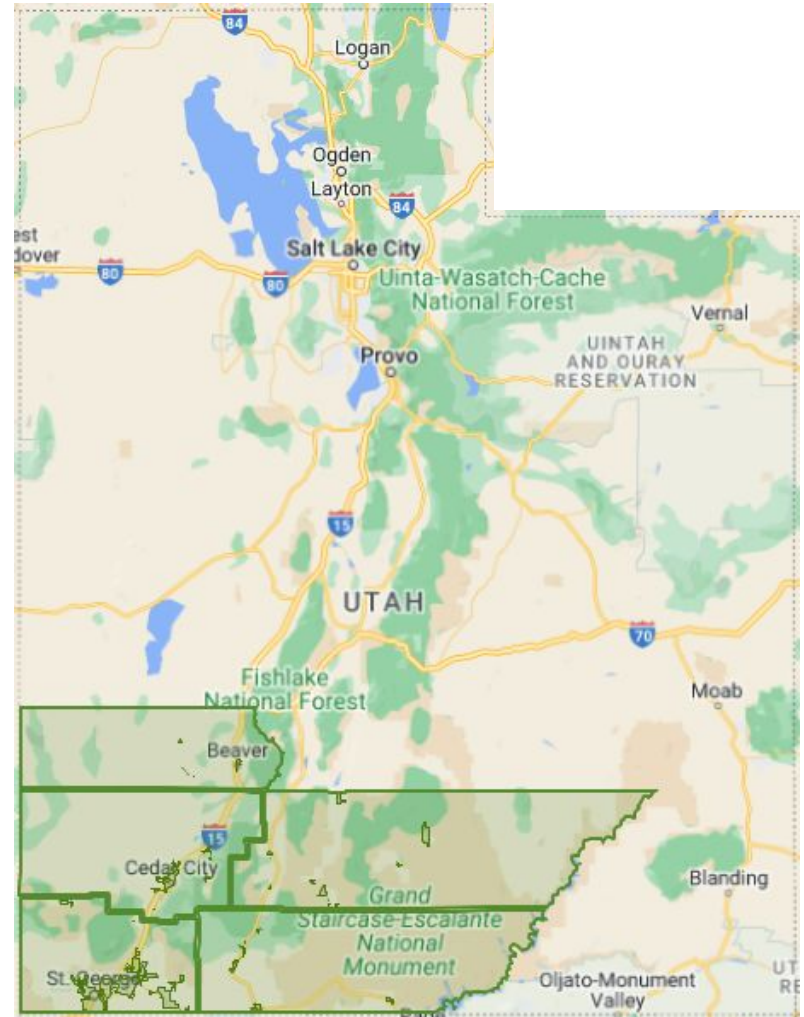 84
Logan
Ogden
Layton
84
est
dover
80
80
Salt Lake City
Uinta-Wasatch-Cache
National Forest
Vernal
UINTAH
AND OURAY
RESERVATION
Provo
15
UTAH
70
Fishlake
National Forest
Moab
Beaver
15
Cedar City
Blanding
Grand
Staircase-Escalante
National
Monument
St. George
Oljato-Monument
Valley
UT
RE